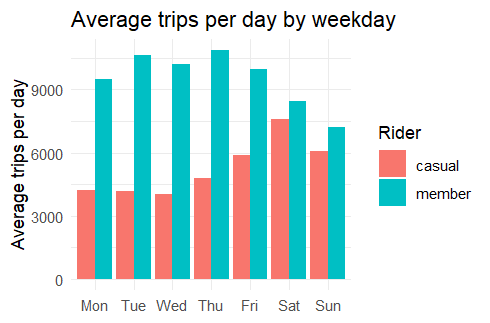 Average trips per day by weekday
Average trips per day
9000
6000
3000
0
Mon Tue Wed Thu Fri Sat Sun
Rider
casual
member